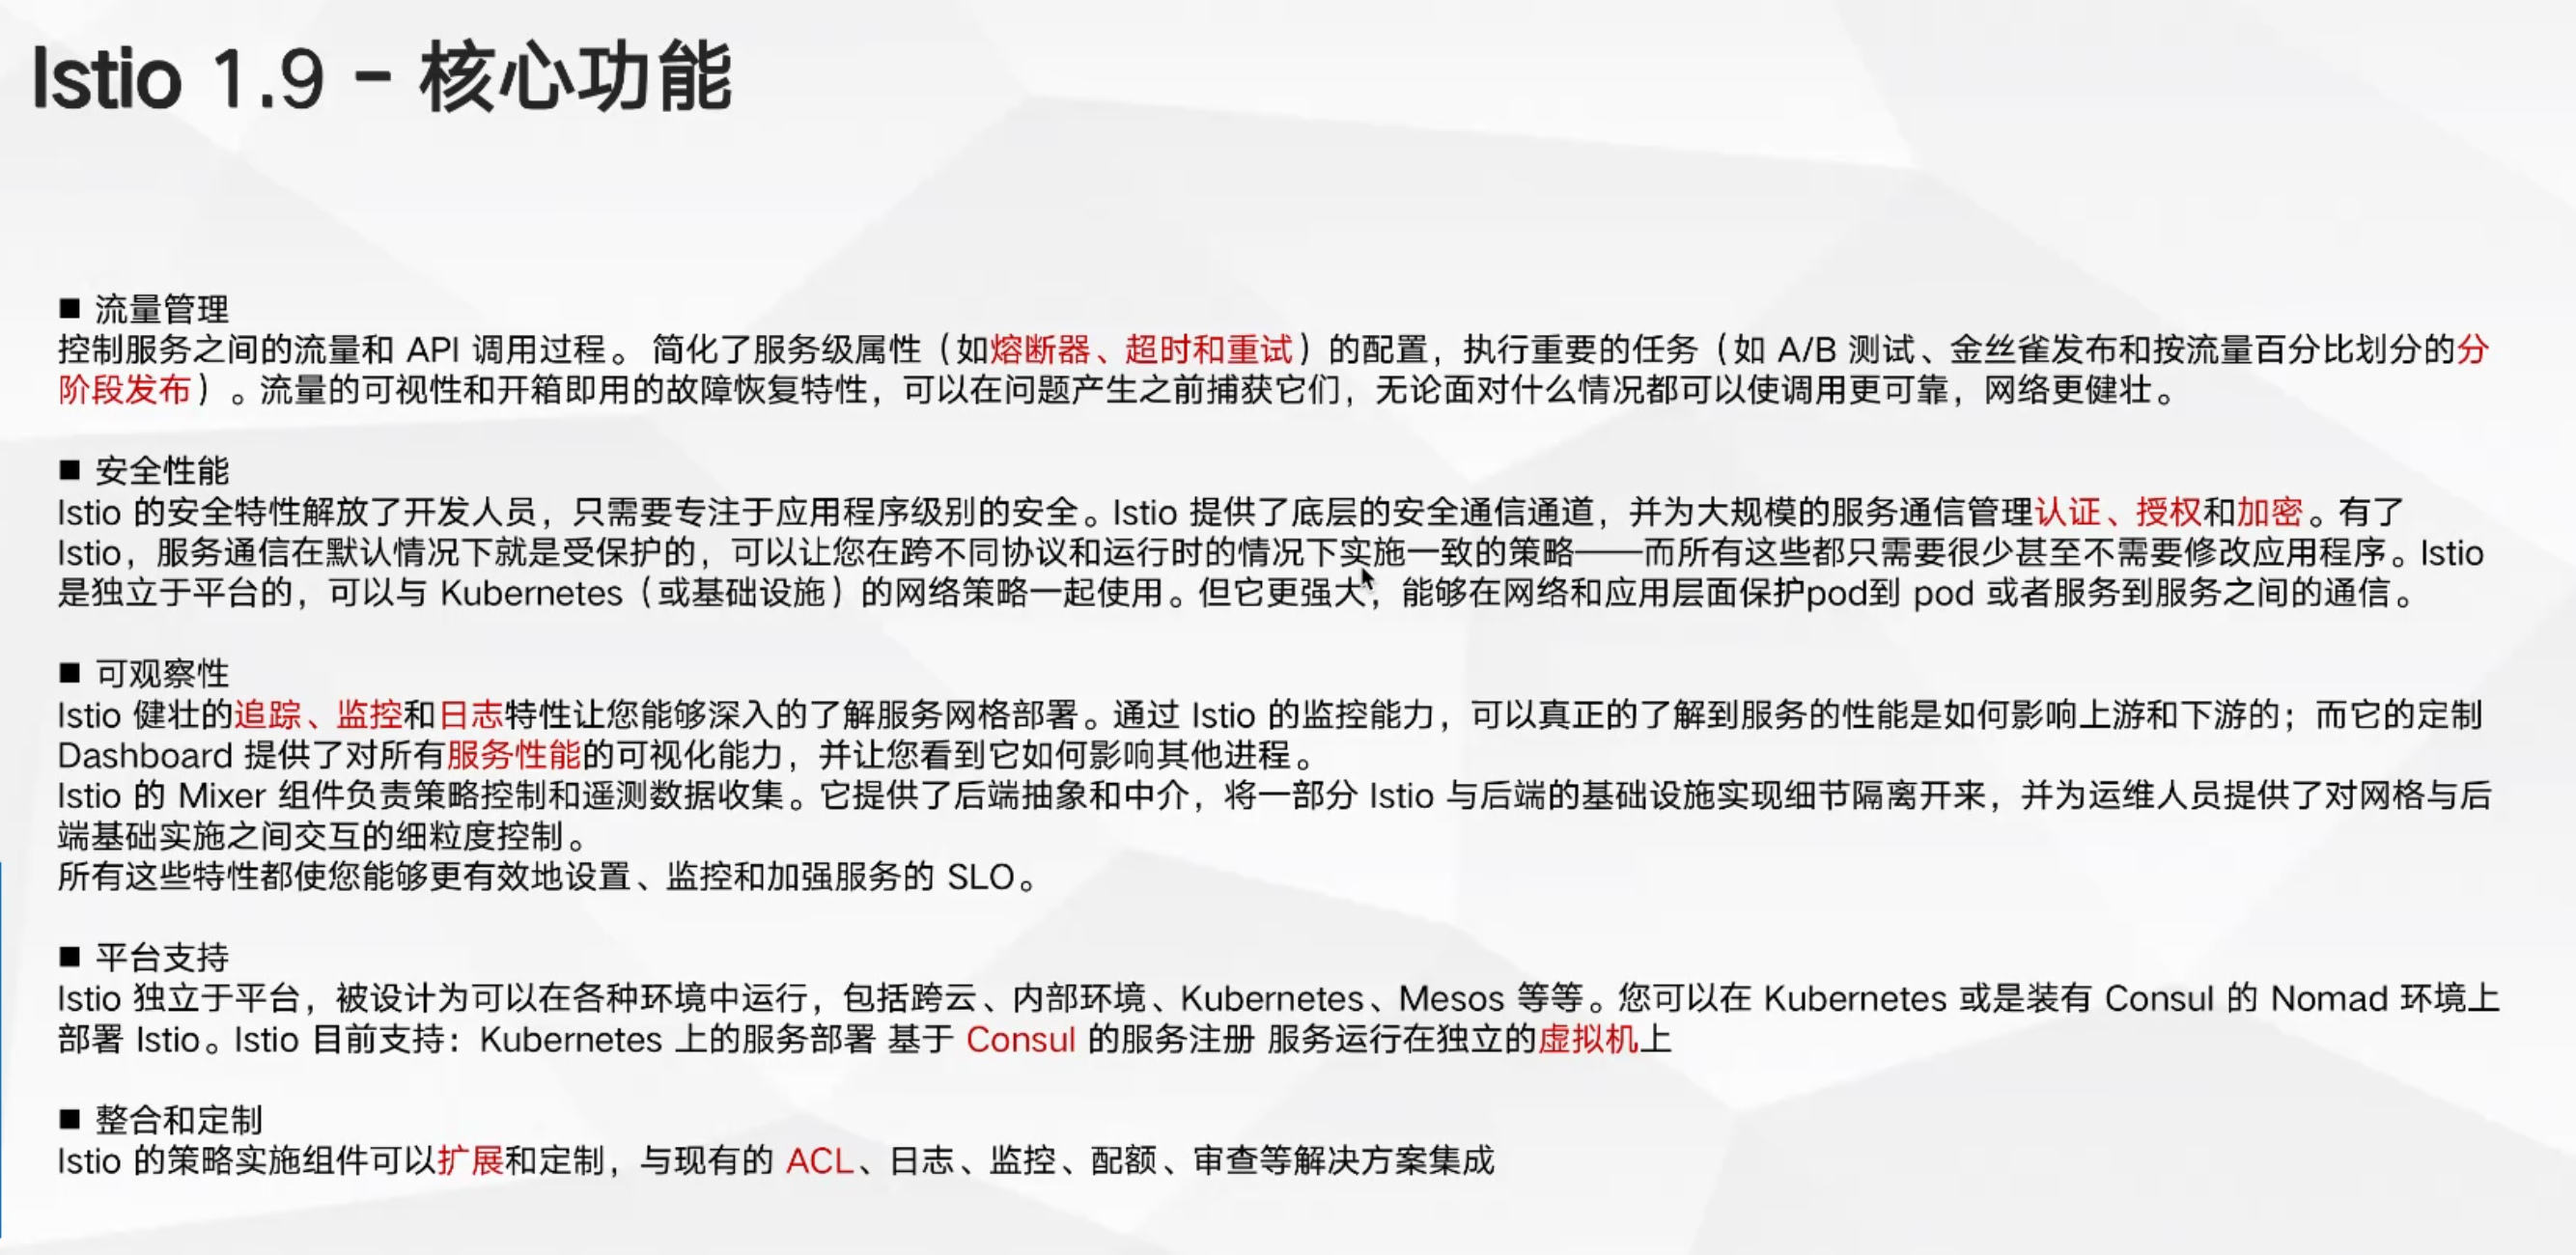 Istio 1.9 - 核心功能
■ 流量管理
控制服务之间的流量和 API 调用过程。 简化了服务级属性（如熔断器、超时和重试）的配置，执行重要的任务（如 A/B 测试、金丝雀发布和按流量百分比划分的分
阶段发布）。流量的可视性和开箱即用的故障恢复特性，可以在问题产生之前捕获它们，无论面对什么情况都可以使调用更可靠，网络更健壮。
■ 安全性能
Istio 的安全特性解放了开发人员，只需要专注于应用程序级别的安全。Istio 提供了底层的安全通信通道，并为大规模的服务通信管理认证、授权和加密。有了
Istio，服务通信在默认情况下就是受保护的，可以让您在跨不同协议和运行时的情况下实施一致的策略——而所有这些都只需要很少甚至不需要修改应用程序。Istio
是独立于平台的，可以与 Kubernetes（或基础设施）的网络策略一起使用。但它更强大，能够在网络和应用层面保护pod到 pod 或者服务到服务之间的通信。
■ 可观察性
Istio 健壮的追踪、监控和日志特性让您能够深入的了解服务网格部署。通过 Istio 的监控能力，可以真正的了解到服务的性能是如何影响上游和下游的；而它的定制
Dashboard 提供了对所有服务性能的可视化能力，并让您看到它如何影响其他进程。
Istio 的 Mixer 组件负责策略控制和遥测数据收集。它提供了后端抽象和中介，将一部分 Istio 与后端的基础设施实现细节隔离开来，并为运维人员提供了对网格与后
端基础实施之间交互的细粒度控制。
所有这些特性都使您能够更有效地设置、监控和加强服务的 SLO。
■ 平台支持
Istio 独立于平台，被设计为可以在各种环境中运行，包括跨云、内部环境、Kubernetes、Mesos 等等。您可以在 Kubernetes 或是装有 Consul 的 Nomad 环境上
部署 Istio。Istio 目前支持：Kubernetes 上的服务部署 基于 Consul 的服务注册 服务运行在独立的虚拟机上
■ 整合和定制
Istio 的策略实施组件可以扩展和定制，与现有的 ACL、日志、监控、配额、审查等解决方案集成